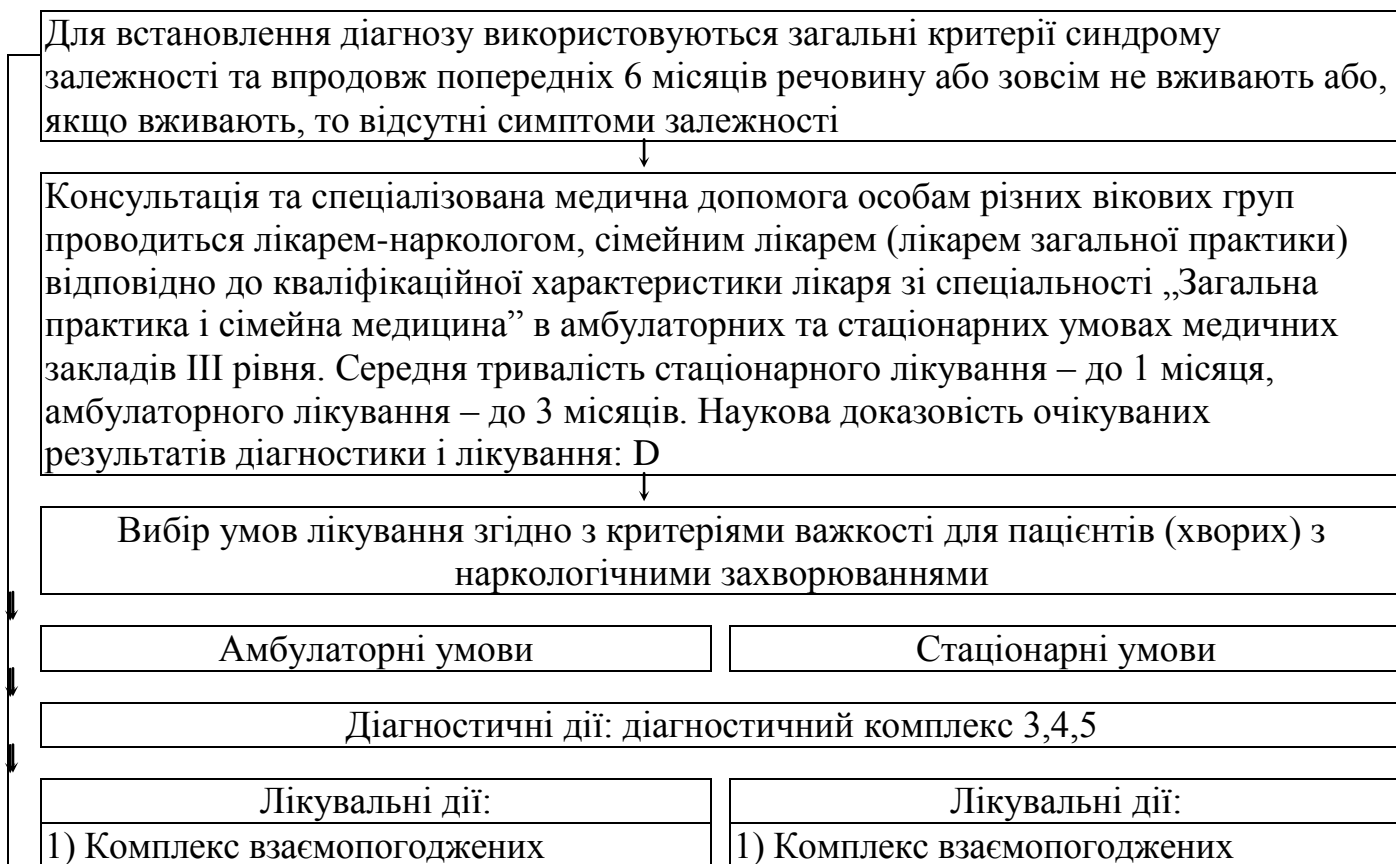 Для встановлення діагнозу використовуються загальні критерії синдрому
залежності та впродовж попередніх 6 місяців речовину або зовсім не вживають або,
якщо вживають, то відсутні симптоми залежності
Консультація та спеціалізована медична допомога особам різних вікових груп
проводиться лікарем-наркологом, сімейним лікарем (лікарем загальної практики)
відповідно до кваліфікаційної характеристики лікаря зі спеціальності „Загальна
практика і сімейна медицина” в амбулаторних та стаціонарних умовах медичних
закладів ІІІ рівня. Середня тривалість стаціонарного лікування – до 1 місяця,
амбулаторного лікування – до 3 місяців. Наукова доказовість очікуваних
результатів діагностики і лікування: D
Вибір умов лікування згідно з критеріями важкості для пацієнтів (хворих) з
наркологічними захворюваннями
Амбулаторні умови
Стаціонарні умови
Діагностичні дії: діагностичний комплекс 3,4,5
Лікувальні дії:
1) Комплекс взаємопогоджених
Лікувальні дії:
1) Комплекс взаємопогоджених